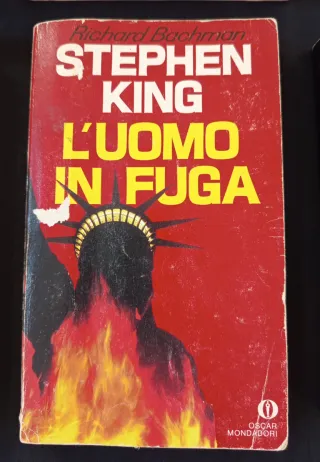 Richard Bachman
STEPHEN
KING
L'UOMO
IN FUGA
OSCAR
MONDADORI